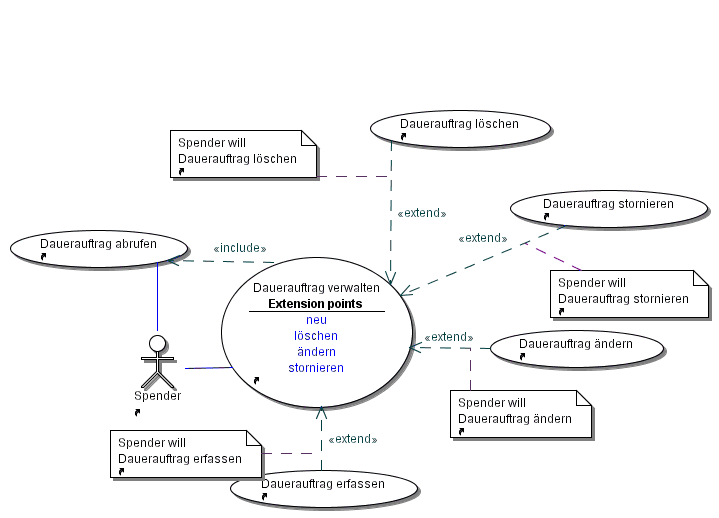 Dauerauftrag löschen
Spender will
Dauerauftrag löschen
«extend»
Dauerauftrag stornieren
«extend»
Dauerauftrag abrufen
«include»
Spender will
Dauerauftrag stornieren
Dauerauftrag verwalten
Extension points
neu
löschen
ändern
stornieren
«extend»
Dauerauftrag ändern
Spender
Spender will
Dauerauftrag ändern
Spender will
Dauerauftrag erfassen
«extend»
Dauerauftrag erfassen